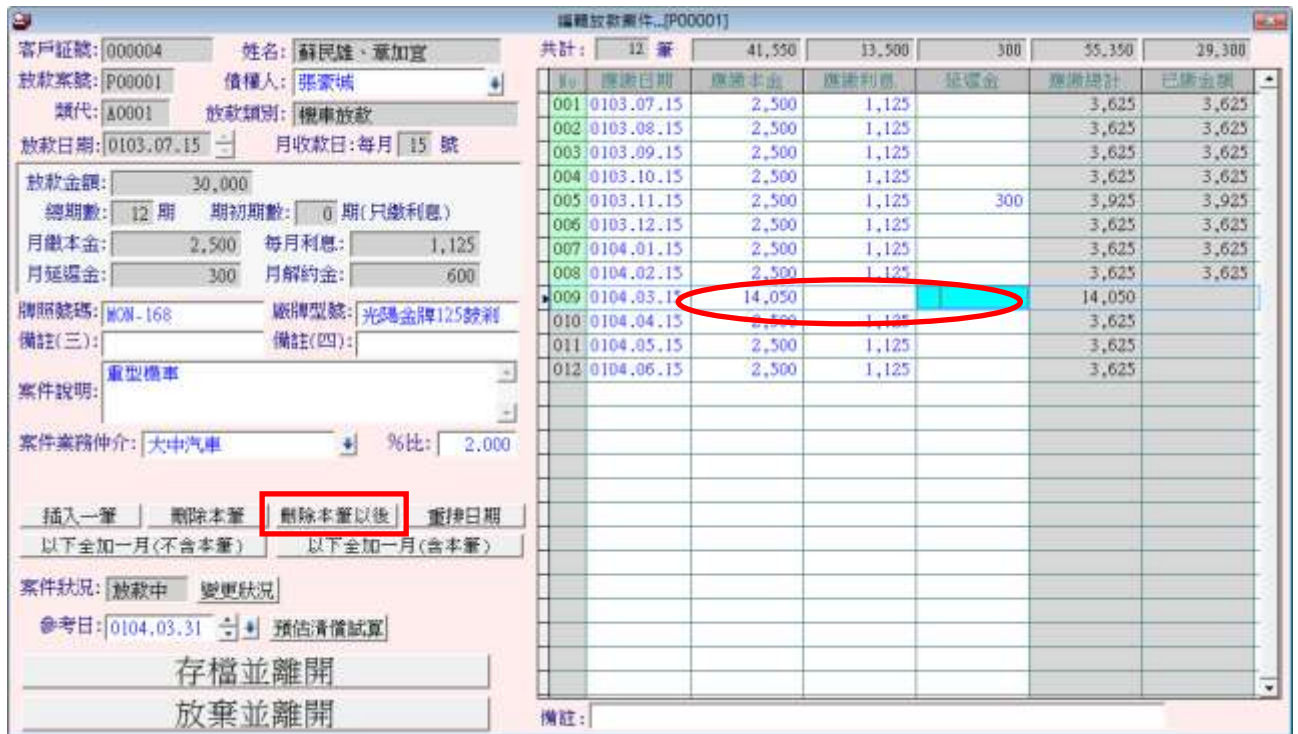 編輯放款案件...[P00001]
客戶証號: 000004 姓名: 蘇民雄、葉加宜
放款案號: P00001 債權人: 張豪城
類代: A0001 放款類別: 機車放款
放款日期: 0103.07.15 月收款日:每月 15 號
放款金額: 30,000
總期數: 12 期 期初期數: 0 期(只繳利息)
月繳本金: 2,500 每月利息: 1,125
月延遲金: 300 月解約金: 600
牌照號碼: MON-168 廠牌型號: 光陽金牌125發利
備註(三): 備註(四):
案件說明: 重型機車
案件業務仲介: 大中汽車 %比: 2.000
插入一筆 刪除本筆 刪除本筆以後 重排日期
以下全加一月(不含本筆) 以下全加一月(含本筆)
案件狀況: 放款中 變更狀況
參考日: 0104.03.31 預估清償試算
存檔並離開
放棄並離開
共計: 12 筆 41,550 13,500 300 55,350 29,300
No 應繳日期 應繳本金 應繳利息 延遲金 應繳總計 已繳金額
001 0103.07.15 2,500 1,125 3,625 3,625
002 0103.08.15 2,500 1,125 3,625 3,625
003 0103.09.15 2,500 1,125 3,625 3,625
004 0103.10.15 2,500 1,125 3,625 3,625
005 0103.11.15 2,500 1,125 300 3,925 3,925
006 0103.12.15 2,500 1,125 3,625 3,625
007 0104.01.15 2,500 1,125 3,625 3,625
008 0104.02.15 2,500 1,125 3,625 3,625
009 0104.03.15 14,050 14,050
010 0104.04.15 2,500 1,125 3,625
011 0104.05.15 2,500 1,125 3,625
012 0104.06.15 2,500 1,125 3,625
備註: